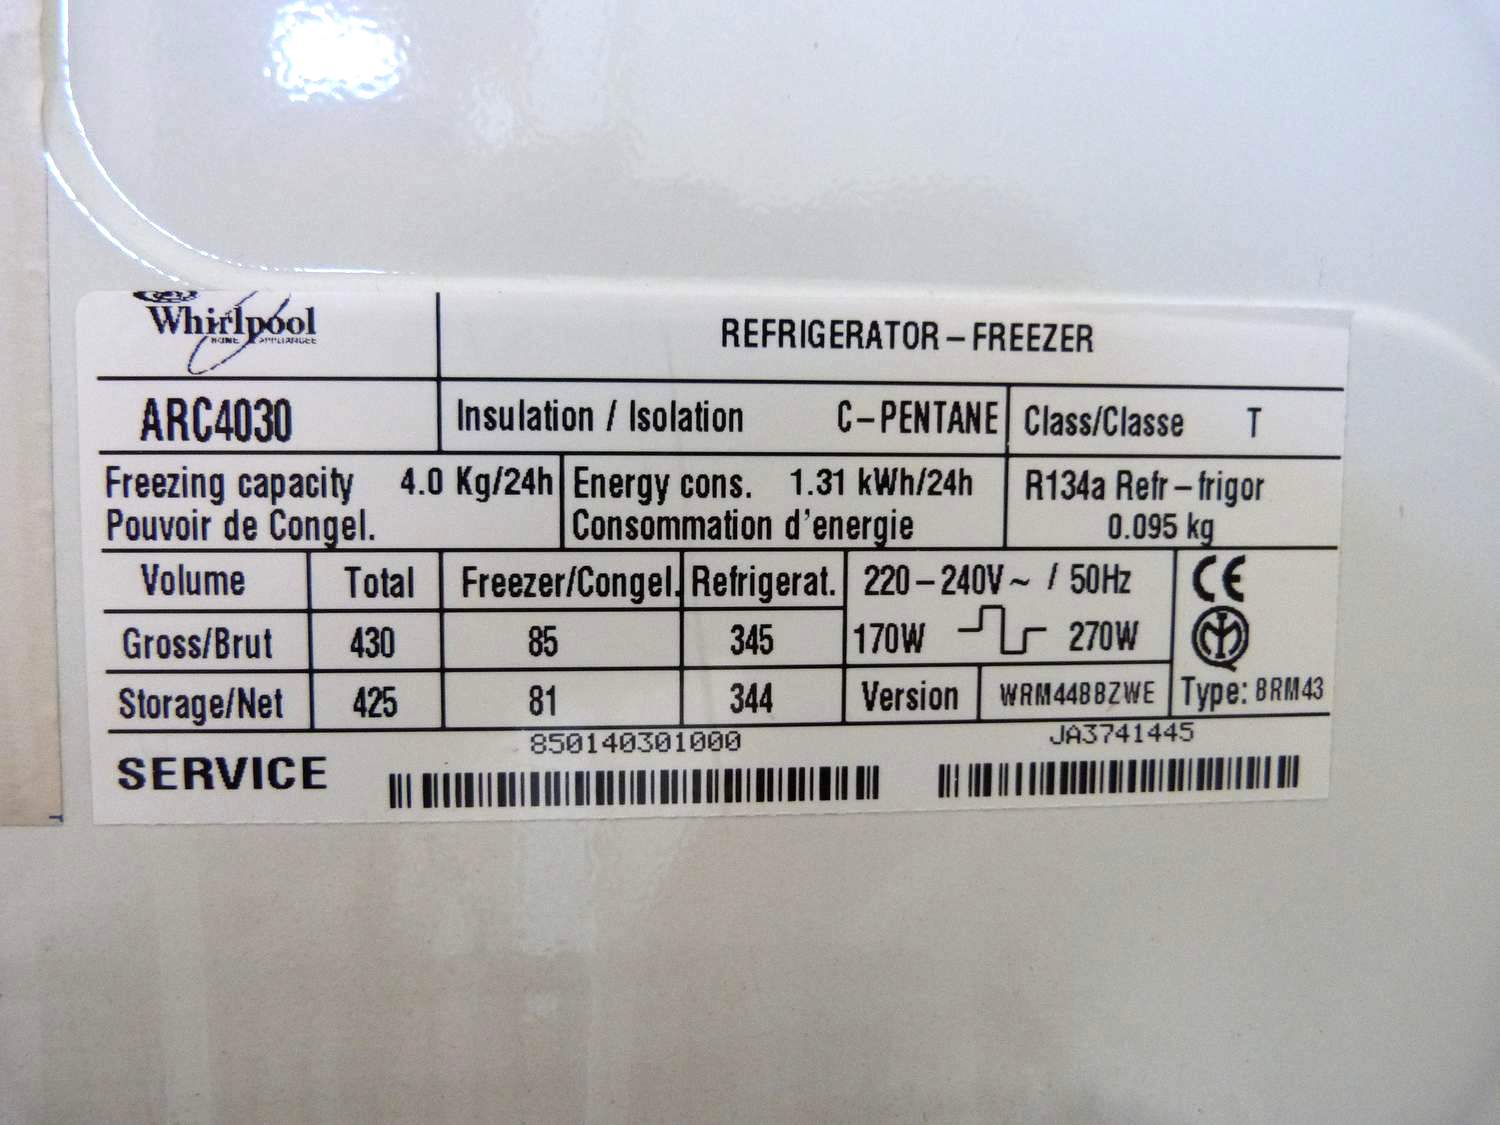 Whirlpool
HOME APPLIANCES
REFRIGERATOR – FREEZER
ARC4030 Insulation / Isolation C–PENTANE Class/Classe T
Freezing capacity 4.0 Kg/24h Energy cons. 1.31 kWh/24h R134a Refr – frigor
Pouvoir de Congel. Consommation d'energie 0.095 kg
Volume Total Freezer/Congel. Refrigerat. 220 – 240V ~ / 50Hz CE
Gross/Brut 430 85 345 170W 270W
Storage/Net 425 81 344 Version WRM44BBZWE Type: BRM43
850140301000 JA3741445
SERVICE